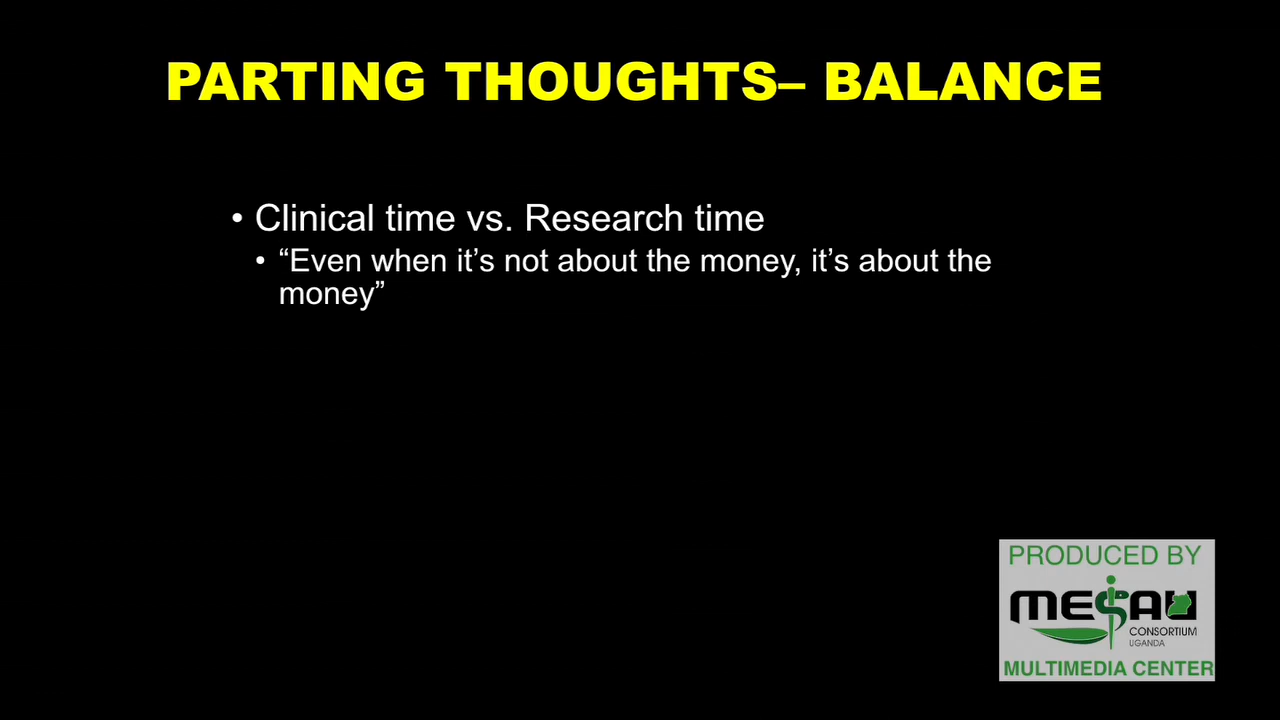 PARTING THOUGHTS– BALANCE
• Clinical time vs. Research time
• “Even when it’s not about the money, it’s about the
money”
PRODUCED BY
MESAU
CONSORTIUM
UGANDA
MULTIMEDIA CENTER